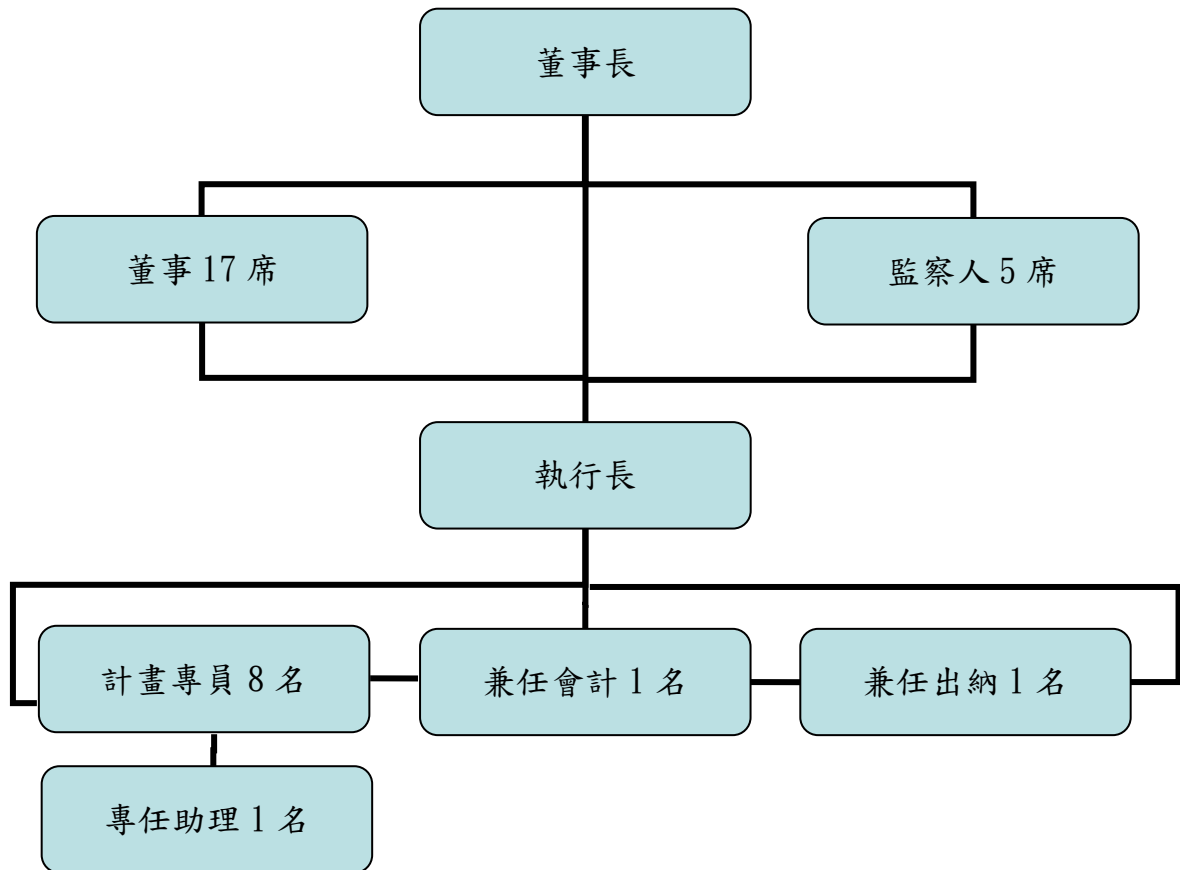 董事長
董事 17 席
監察人 5 席
執行長
計畫專員 8 名
兼任會計 1 名
兼任出納 1 名
專任助理 1 名